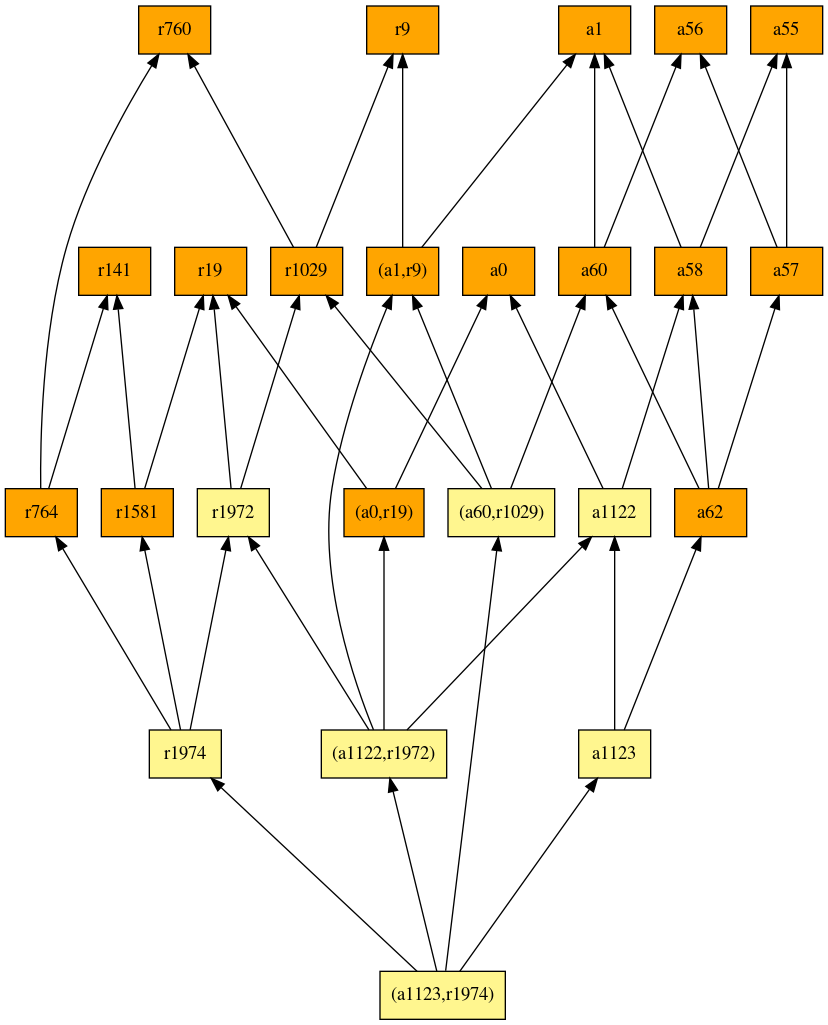 r760
r9
a1
a56
a55
r141
r19
r1029
(a1,r9)
a0
a60
a58
a57
r764
r1581
r1972
(a0,r19)
(a60,r1029)
a1122
a62
r1974
(a1122,r1972)
a1123
(a1123,r1974)